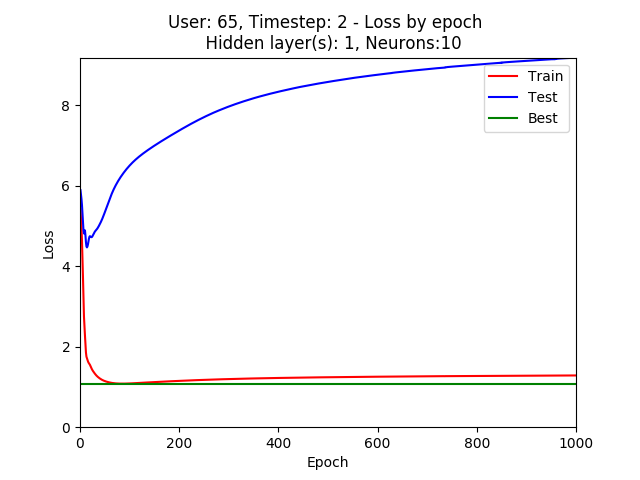 User: 65, Timestep: 2 - Loss by epoch
Hidden layer(s): 1, Neurons:10
Train
Test
Best
Loss
8
6
4
2
0
0 200 400 600 800 1000
Epoch